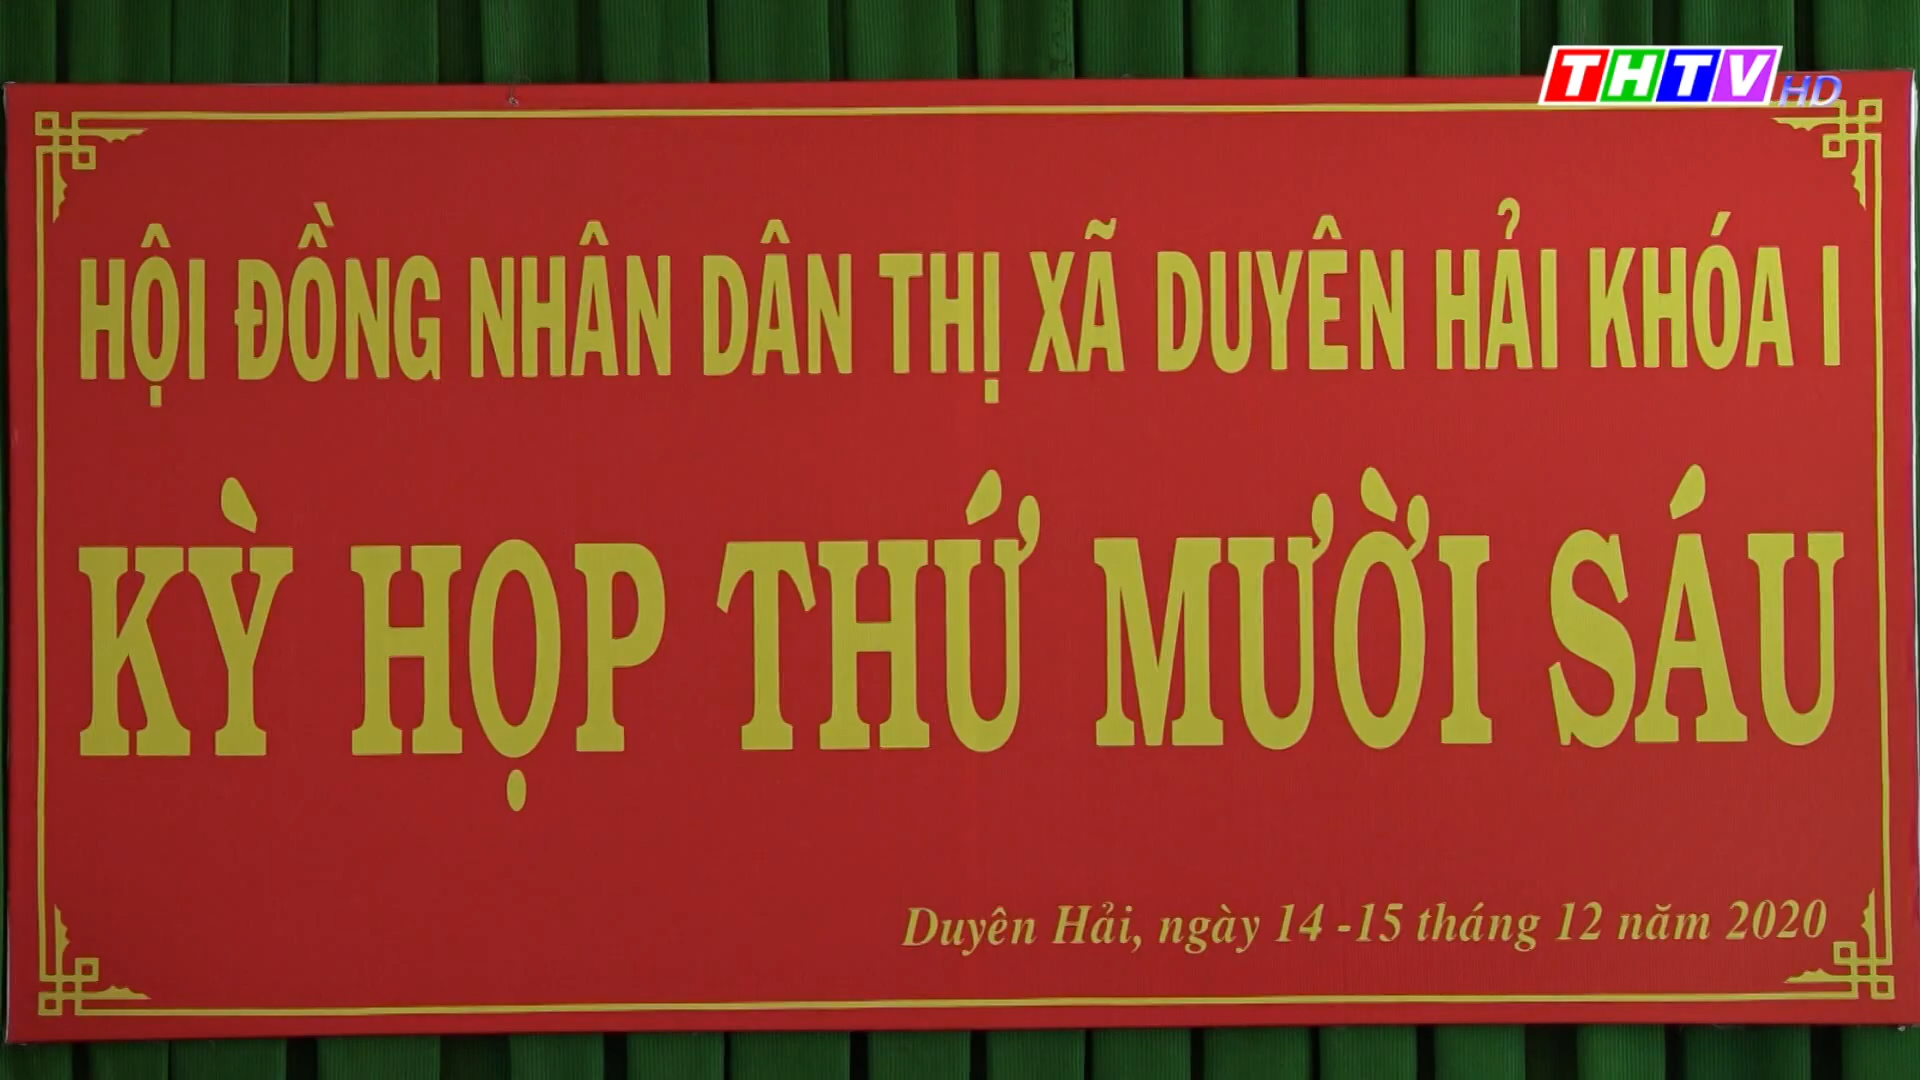 THTV HD
HỘI ĐỒNG NHÂN DÂN THỊ XÃ DUYÊN HẢI KHÓA I
KỲ HỌP THỨ MƯỜI SÁU
Duyên Hải, ngày 14 -15 tháng 12 năm 2020